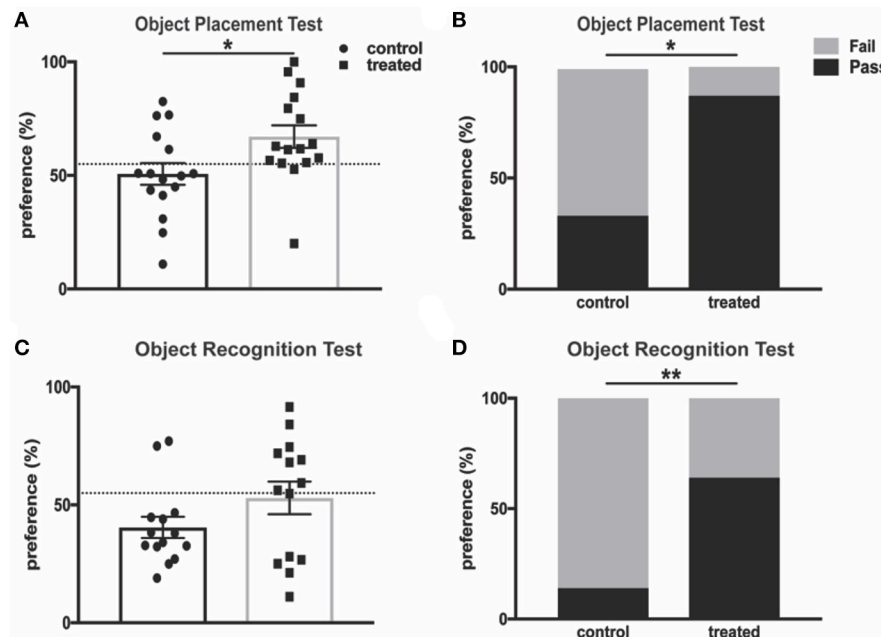 A
Object Placement Test
*
control
treated
100
50
0
preference (%)
B
Object Placement Test
*
Fail
Pass
100
50
0
preference (%)
control
treated
C
Object Recognition Test
100
50
0
preference (%)
D
Object Recognition Test
**
100
50
0
preference (%)
control
treated